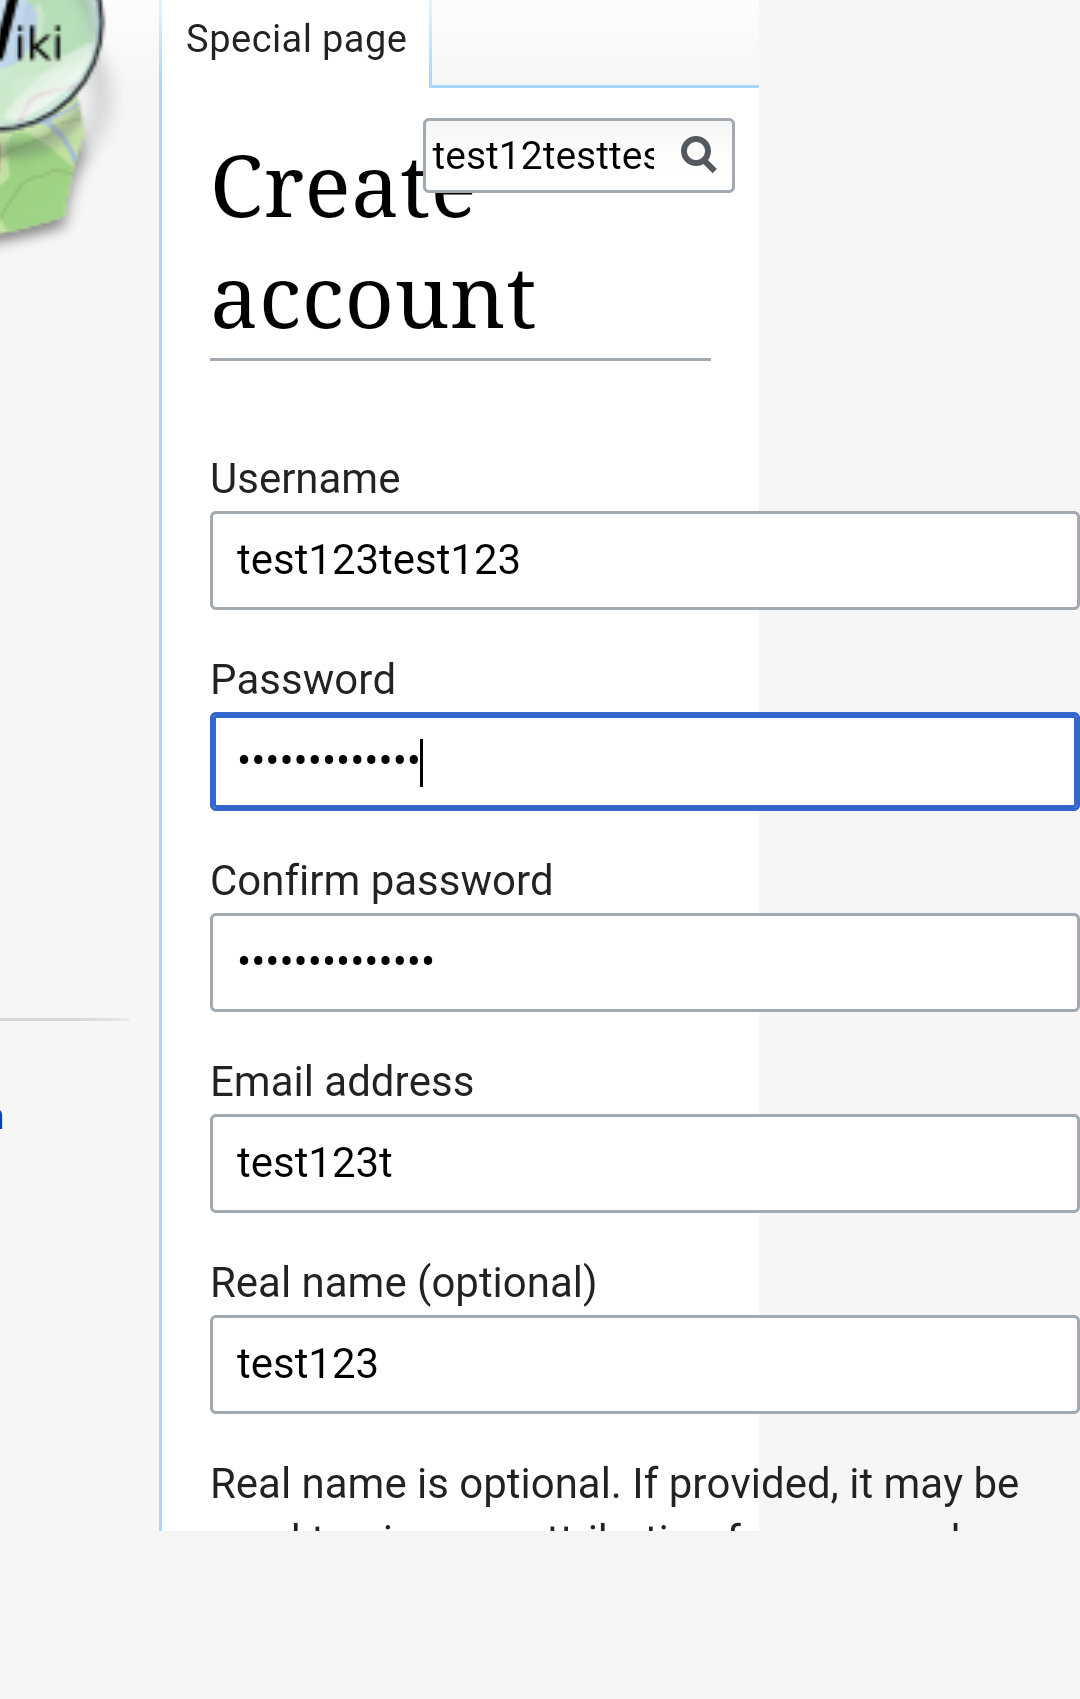 iki
Special page
test12testtes
Create
account
Username
test123test123
Password
•••••••••••••
Confirm password
••••••••••••••
Email address
test123t
Real name (optional)
test123
Real name is optional. If provided, it may be